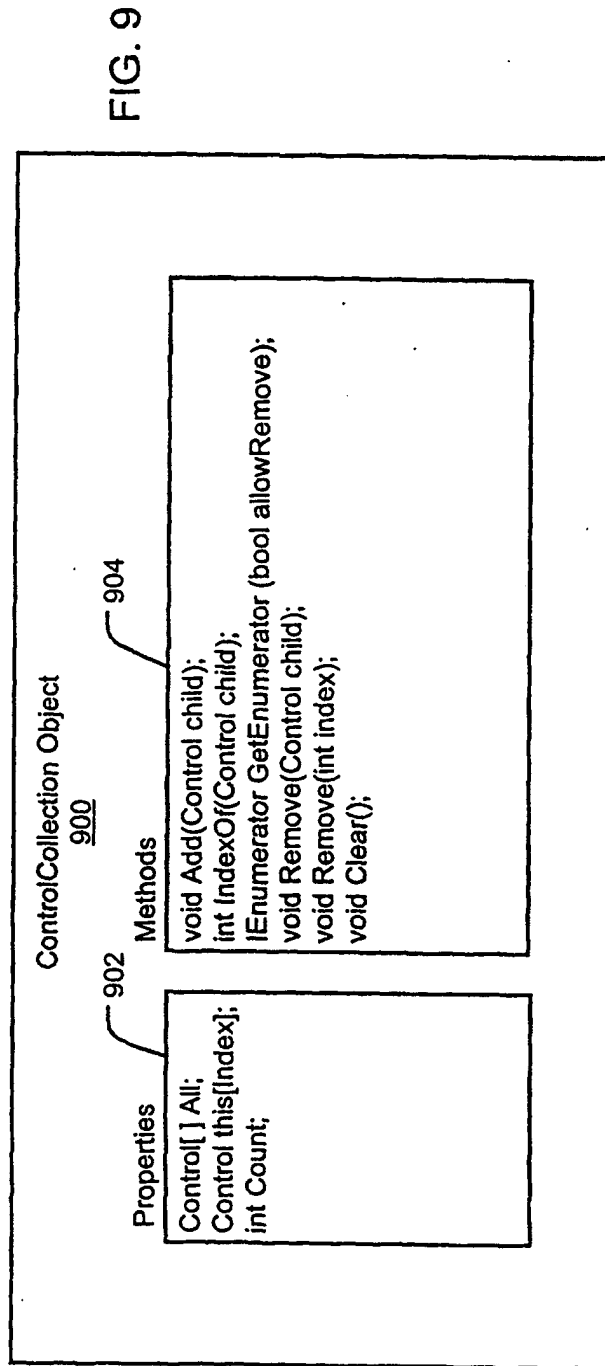 FIG. 9
ControlCollection Object
900
Properties
902
Control[ ] All;
Control this[Index];
int Count;
Methods
904
void Add(Control child);
int IndexOf(Control child);
IEnumerator GetEnumerator (bool allowRemove);
void Remove(Control child);
void Remove(int index);
void Clear();